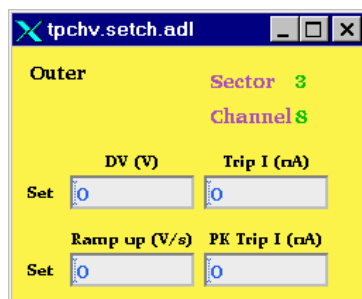 tpchv.setch.adl
Outer
Sector 3
Channel 8
DV (V) Trip I (nA)
Set 0 0
Ramp up (V/s) PK Trip I (nA)
Set 0 0